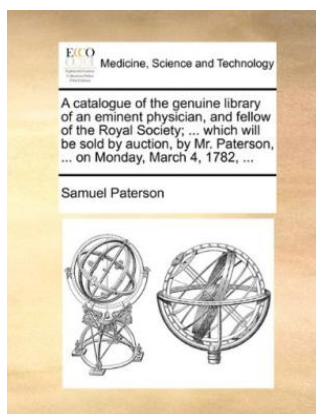 ECCO
Medicine, Science and Technology
A catalogue of the genuine library
of an eminent physician, and fellow
of the Royal Society; ... which will
be sold by auction, by Mr. Paterson,
... on Monday, March 4, 1782, ...
Samuel Paterson